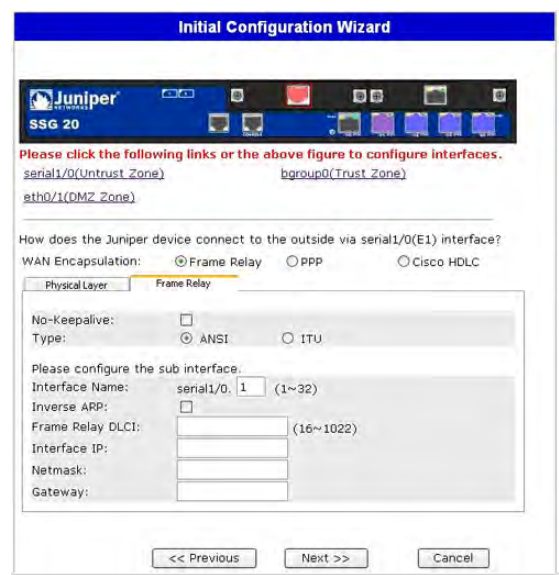 Initial Configuration Wizard
Juniper
NETWORKS
SSG 20
CONSOLE
Please click the following links or the above figure to configure interfaces.
serial1/0(Untrust Zone) bgroup0(Trust Zone)
eth0/1(DMZ Zone)
How does the Juniper device connect to the outside via serial1/0(E1) interface?
WAN Encapsulation: Frame Relay PPP Cisco HDLC
Physical Layer Frame Relay
No-Keepalive:
Type: ANSI ITU
Please configure the sub interface.
Interface Name: serial1/0. 1 (1~32)
Inverse ARP:
Frame Relay DLCI: (16~1022)
Interface IP:
Netmask:
Gateway:
<< Previous Next >> Cancel